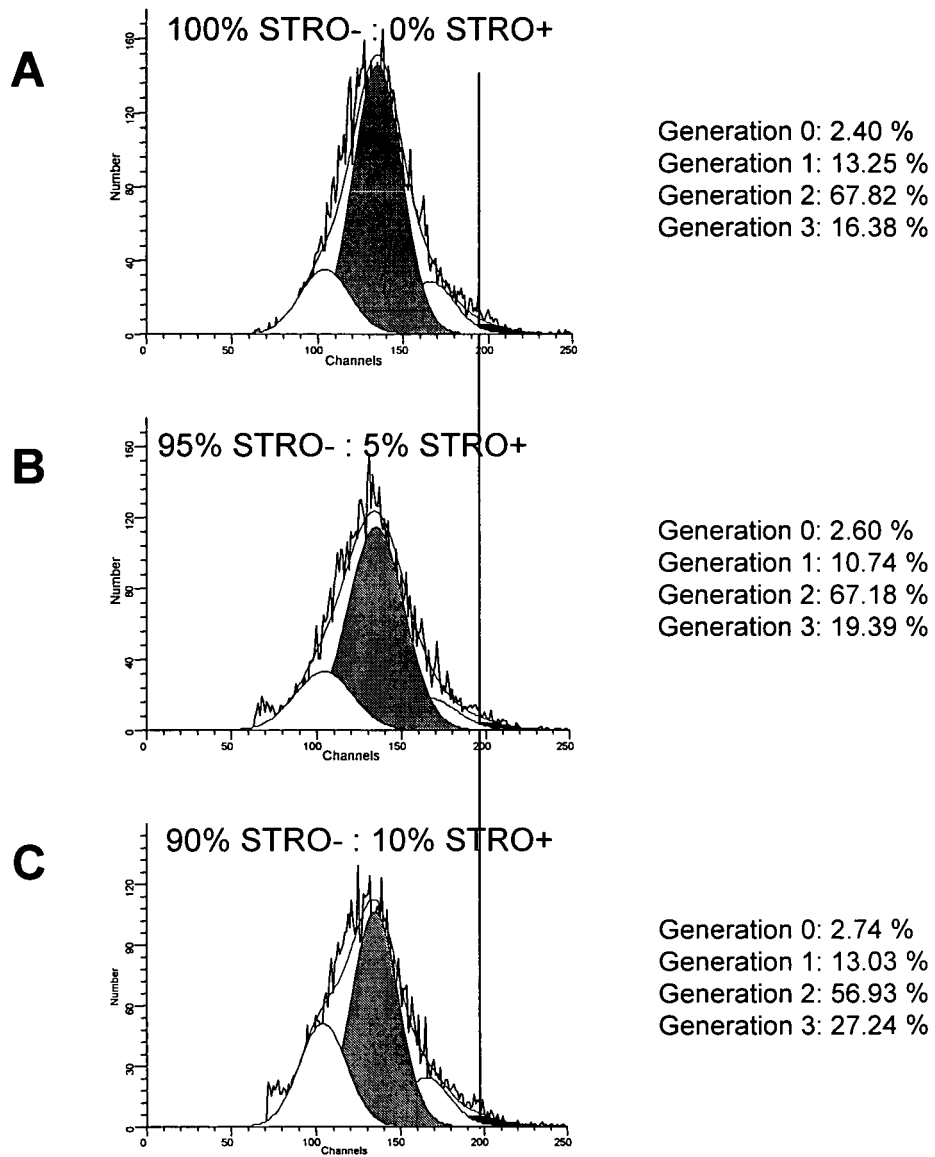 A
100% STRO- : 0% STRO+
160
120
80
40
0
Number
0 50 100 150 200 250
Channels
Generation 0: 2.40 %
Generation 1: 13.25 %
Generation 2: 67.82 %
Generation 3: 16.38 %
B
95% STRO- : 5% STRO+
160
120
80
40
0
Number
0 50 100 150 200 250
Channels
Generation 0: 2.60 %
Generation 1: 10.74 %
Generation 2: 67.18 %
Generation 3: 19.39 %
C
90% STRO- : 10% STRO+
120
90
60
30
0
Number
0 50 100 150 200 250
Channels
Generation 0: 2.74 %
Generation 1: 13.03 %
Generation 2: 56.93 %
Generation 3: 27.24 %